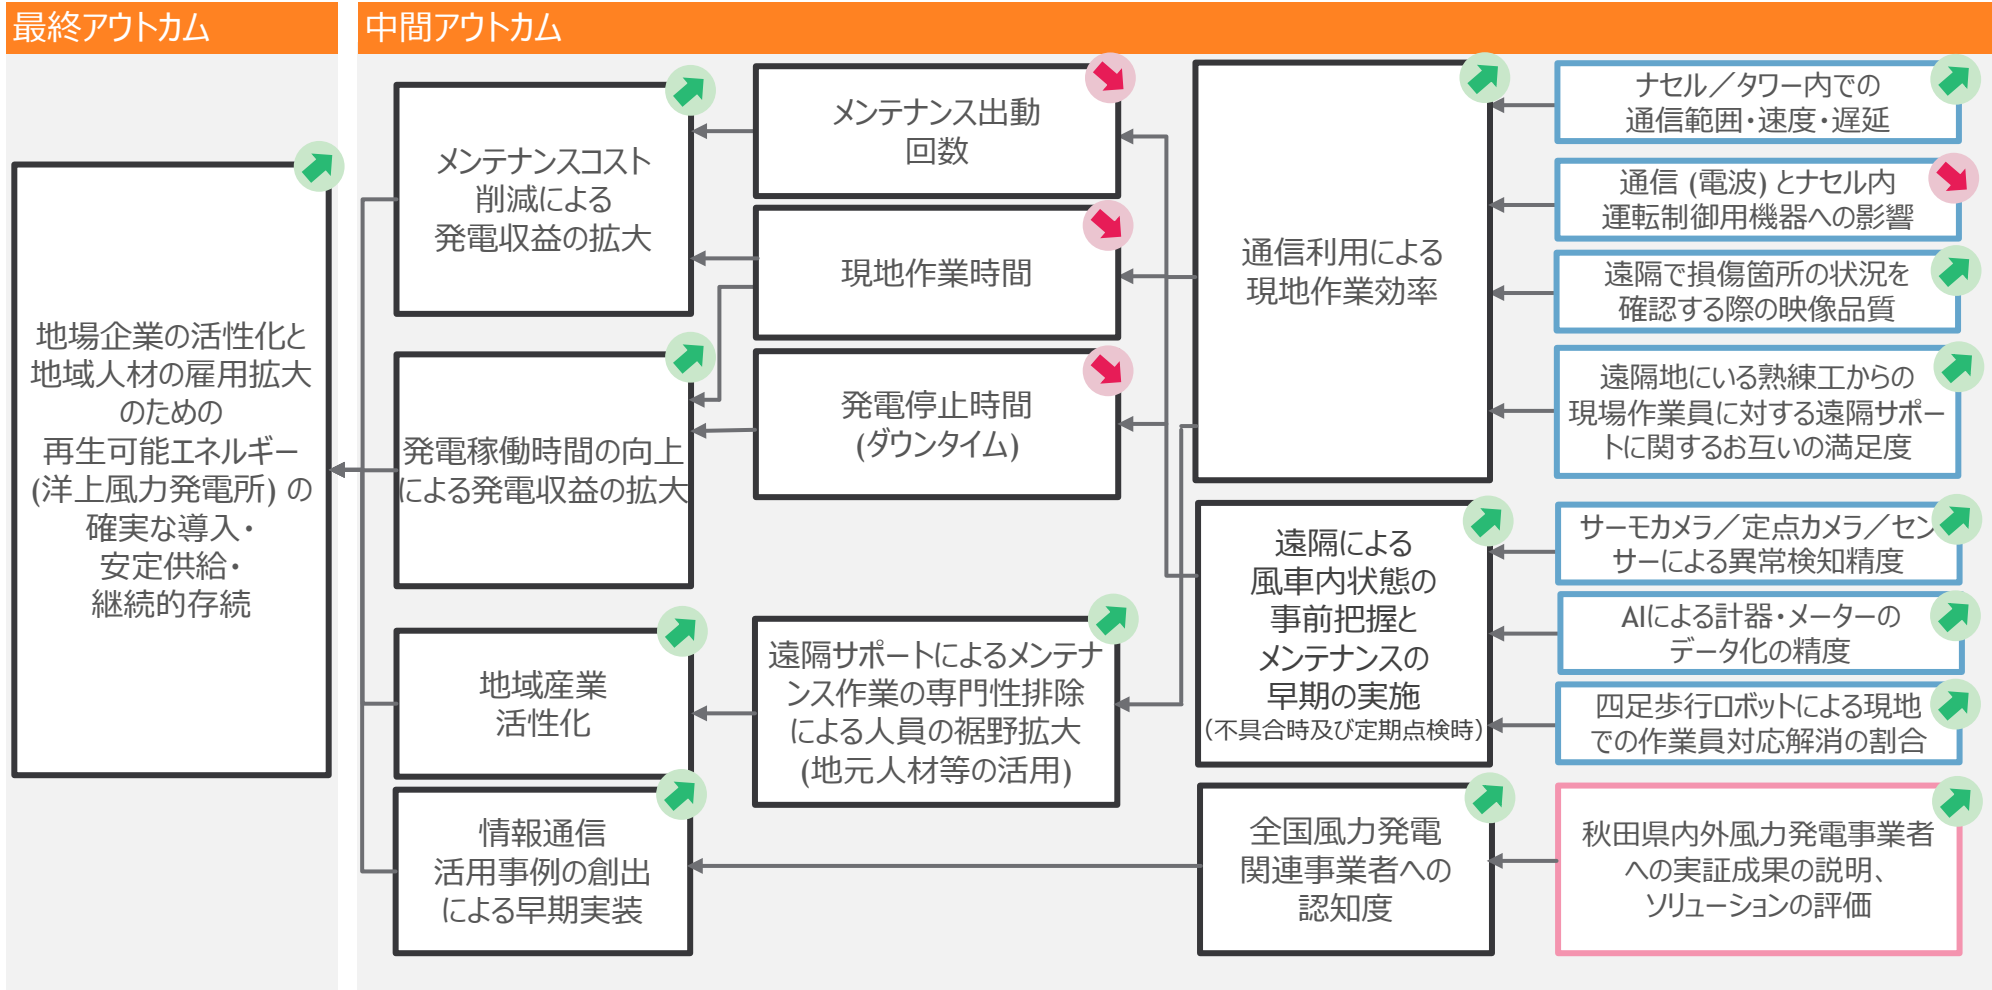 最終アウトカム
中間アウトカム
地場企業の活性化と
地域人材の雇用拡大
のための
再生可能エネルギー
(洋上風力発電所) の
確実な導入・
安定供給・
継続的存続
メンテナンスコスト
削減による
発電収益の拡大
発電稼働時間の向上
による発電収益の拡大
地域産業
活性化
情報通信
活用事例の創出
による早期実装
メンテナンス出動
回数
現地作業時間
発電停止時間
(ダウンタイム)
遠隔サポートによるメンテナ
ンス作業の専門性排除
による人員の裾野拡大
(地元人材等の活用)
通信利用による
現地作業効率
遠隔による
風車内状態の
事前把握と
メンテナンスの
早期の実施
(不具合時及び定期点検時)
全国風力発電
関連事業者への
認知度
ナセル／タワー内での
通信範囲・速度・遅延
通信 (電波) とナセル内
運転制御用機器への影響
遠隔で損傷箇所の状況を
確認する際の映像品質
遠隔地にいる熟練工からの
現場作業員に対する遠隔サポー
トに関するお互いの満足度
サーモカメラ／定点カメラ／セン
サーによる異常検知精度
AIによる計器・メーターの
データ化の精度
四足歩行ロボットによる現地
での作業員対応解消の割合
秋田県内外風力発電事業者
への実証成果の説明、
ソリューションの評価